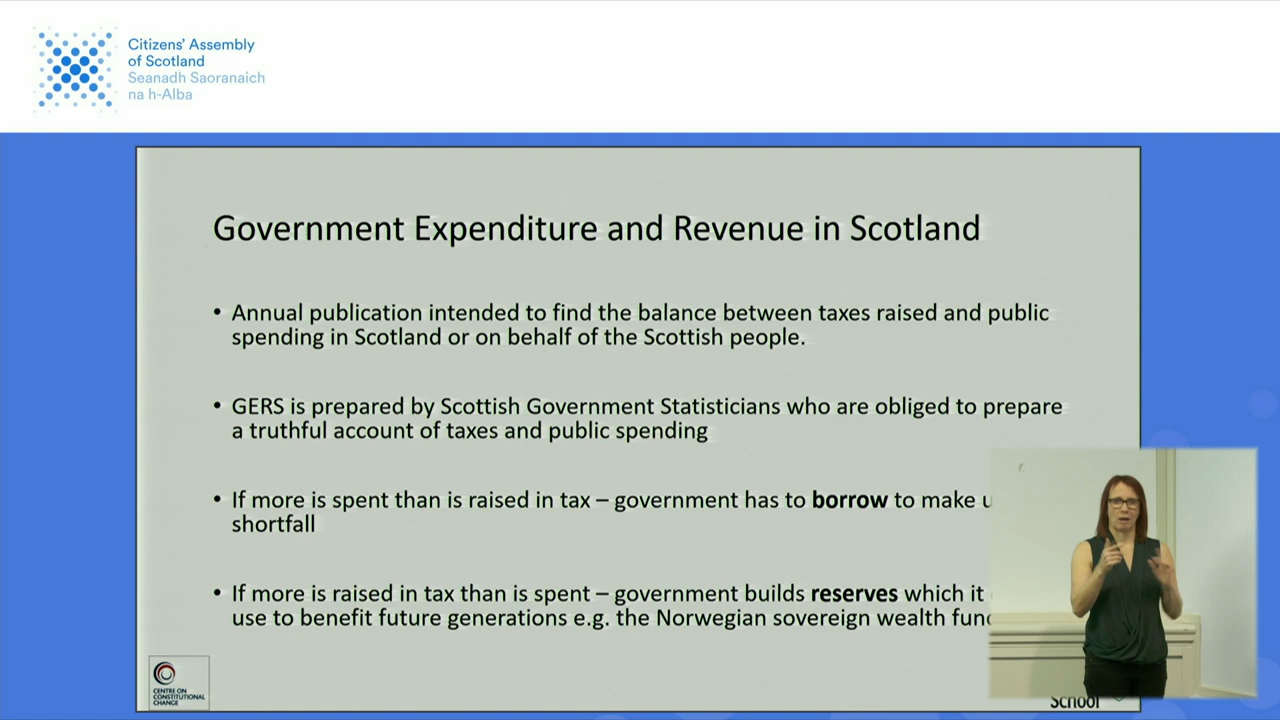 Citizens' Assembly
of Scotland
Seanadh Saoranaich
na h-Alba
Government Expenditure and Revenue in Scotland
• Annual publication intended to find the balance between taxes raised and public
spending in Scotland or on behalf of the Scottish people.
• GERS is prepared by Scottish Government Statisticians who are obliged to prepare
a truthful account of taxes and public spending
• If more is spent than is raised in tax – government has to borrow to make
shortfall
• If more is raised in tax than is spent – government builds reserves which it
use to benefit future generations e.g. the Norwegian sovereign wealth
CENTRE ON
CONSTITUTIONAL
CHANGE
School